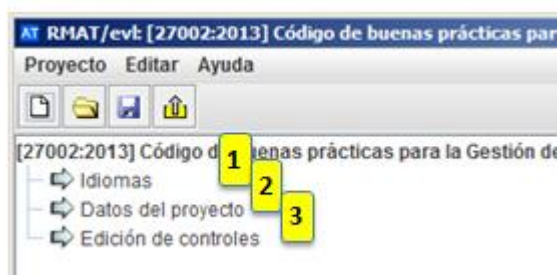 AT RMAT/evl: [27002:2013] Código de buenas prácticas par
Proyecto Editar Ayuda
[27002:2013] Código d enas prácticas para la Gestión de
1
Idiomas
2
Datos del proyecto
3
Edición de controles